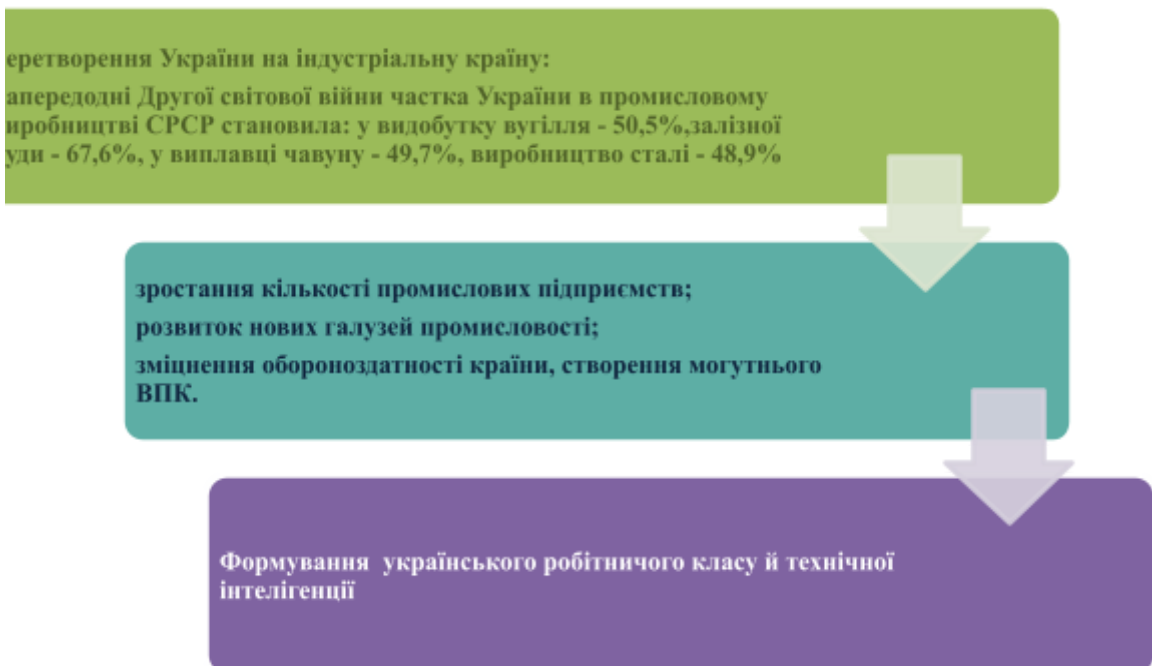 еретворення України на індустріальну країну:
апередодні Другої світової війни частка України в промисловому
иробництві СРСР становила: у видобутку вугілля - 50,5%,залізної
уди - 67,6%, у виплавці чавуну - 49,7%, виробництво сталі - 48,9%
зростання кількості промислових підприємств;
розвиток нових галузей промисловості;
зміцнення обороноздатності країни, створення могутнього
ВПК.
Формування українського робітничого класу й технічної
інтелігенції